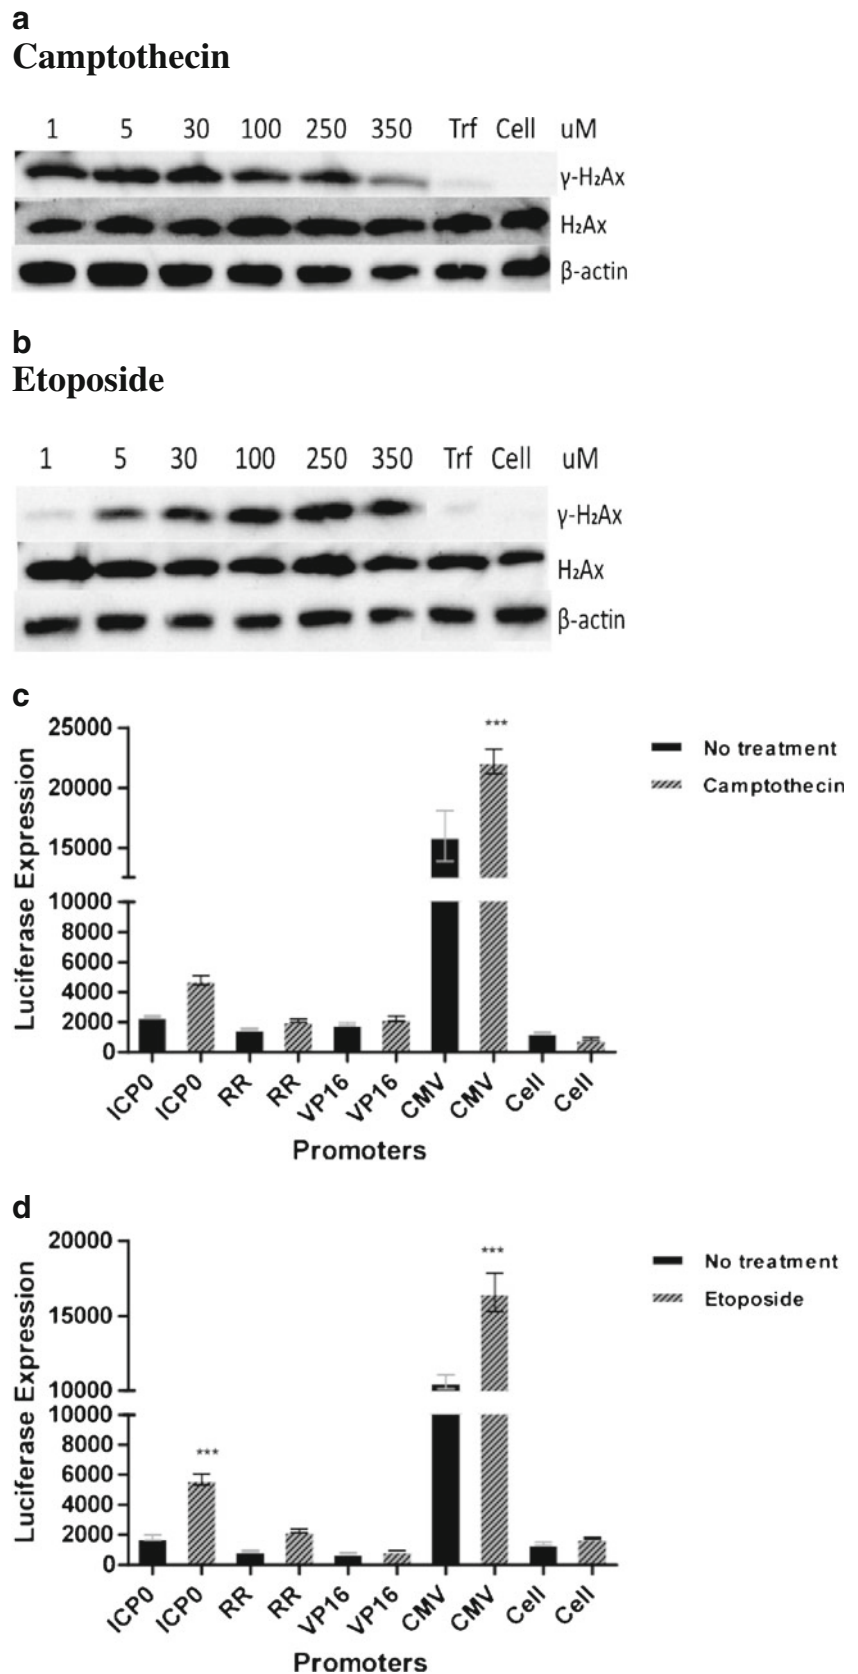 a
Camptothecin
1 5 30 100 250 350 Trf Cell uM
γ-H₂Ax
H₂Ax
β-actin
b
Etoposide
1 5 30 100 250 350 Trf Cell uM
γ-H₂Ax
H₂Ax
β-actin
c
Luciferase Expression
25000
20000
15000
10000
8000
6000
4000
2000
0
***
No treatment
Camptothecin
ICP0 ICP0 RR RR VP16 VP16 CMV CMV Cell Cell
Promoters
d
Luciferase Expression
20000
15000
10000
10000
8000
6000
4000
2000
0
***
***
No treatment
Etoposide
ICP0 ICP0 RR RR VP16 VP16 CMV CMV Cell Cell
Promoters